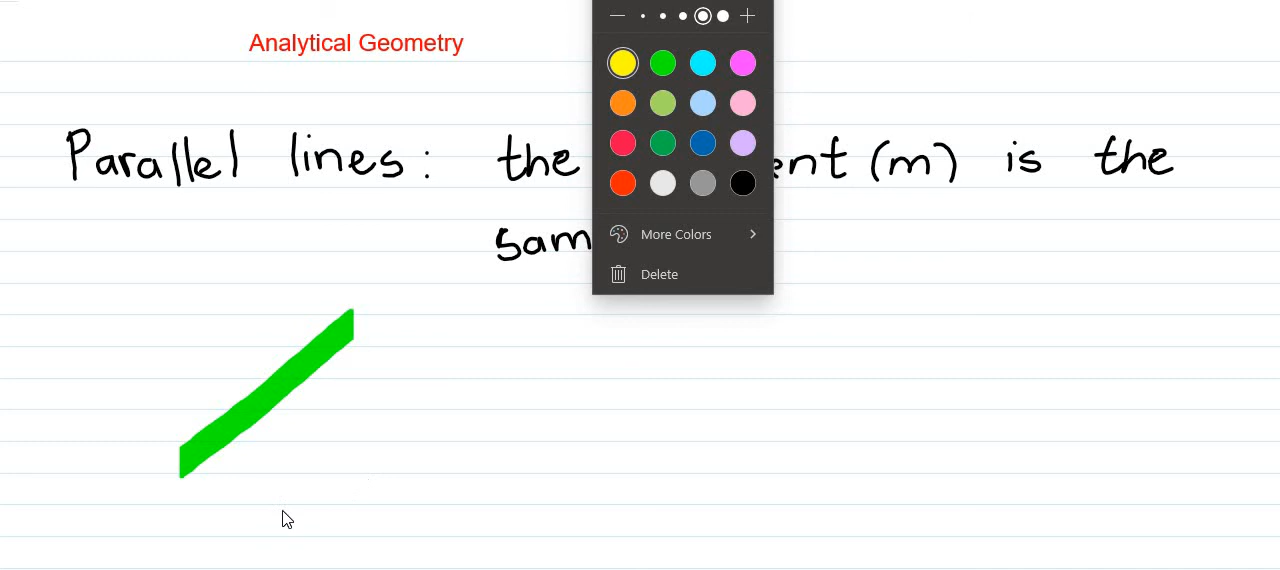 Analytical Geometry
Parallel lines: the ent (m) is the
sam
More Colors
Delete